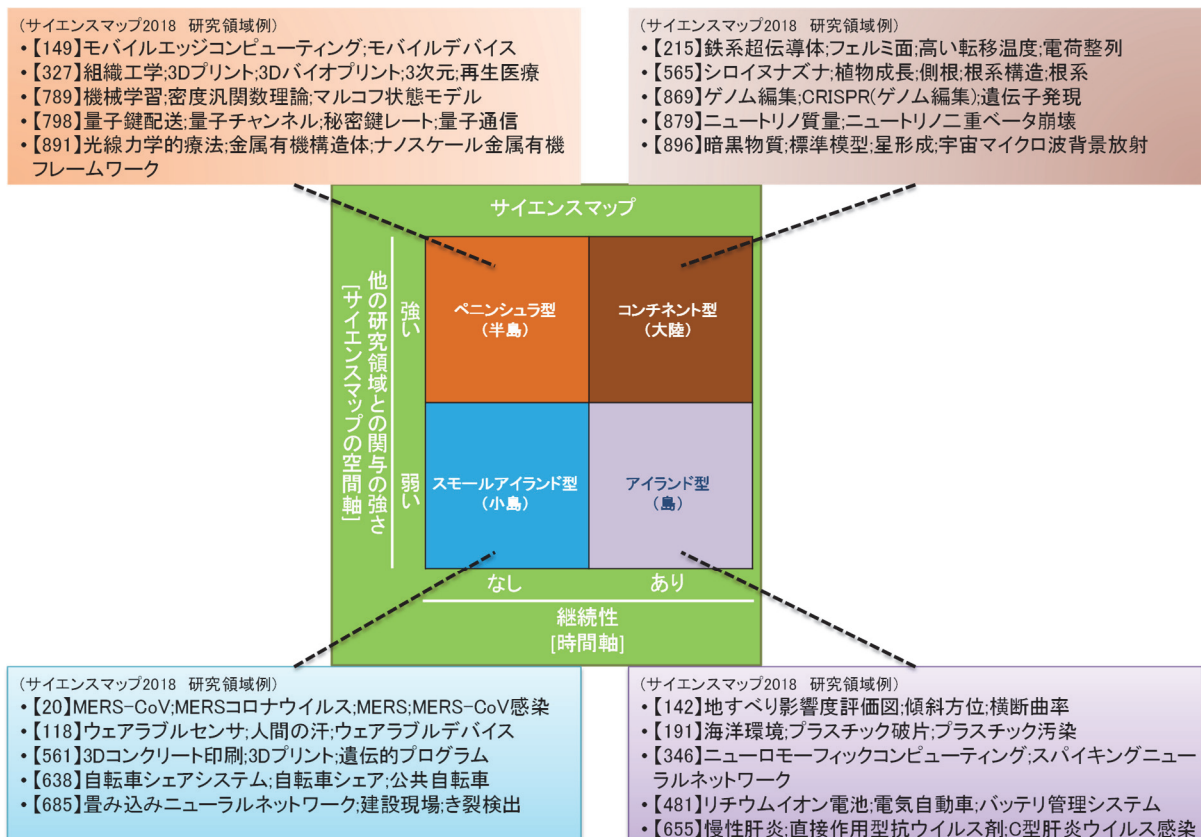 (サイエンスマップ2018 研究領域例)
•【149】モバイルエッジコンピューティング;モバイルデバイス
•【327】組織工学;3Dプリント;3Dバイオプリント;3次元;再生医療
•【789】機械学習;密度汎関数理論;マルコフ状態モデル
•【798】量子鍵配送;量子チャンネル;秘密鍵レート;量子通信
•【891】光線力学的療法;金属有機構造体;ナノスケール金属有機
フレームワーク
(サイエンスマップ2018 研究領域例)
•【215】鉄系超伝導体;フェルミ面;高い転移温度;電荷整列
•【565】シロイヌナズナ;植物成長;側根;根系構造;根系
•【869】ゲノム編集;CRISPR(ゲノム編集);遺伝子発現
•【879】ニュートリノ質量;ニュートリノ二重ベータ崩壊
•【896】暗黒物質;標準模型;星形成;宇宙マイクロ波背景放射
サイエンスマップ
他の研究領域との関与の強さ
[サイエンスマップの空間軸]
強い
弱い
ペニンシュラ型
(半島)
コンチネント型
(大陸)
スモールアイランド型
(小島)
アイランド型
(島)
なし
あり
継続性
[時間軸]
(サイエンスマップ2018 研究領域例)
•【20】MERS-CoV;MERSコロナウイルス;MERS;MERS-CoV感染
•【118】ウェアラブルセンサ;人間の汗;ウェアラブルデバイス
•【561】3Dコンクリート印刷;3Dプリント;遺伝的プログラム
•【638】自転車シェアシステム;自転車シェア;公共自転車
•【685】畳み込みニューラルネットワーク;建設現場;き裂検出
(サイエンスマップ2018 研究領域例)
•【142】地すべり影響度評価図;傾斜方位;横断曲率
•【191】海洋環境;プラスチック破片;プラスチック汚染
•【346】ニューロモーフィックコンピューティング;スパイキングニュー
ラルネットワーク
•【481】リチウムイオン電池;電気自動車;バッテリ管理システム
•【655】慢性肝炎;直接作用型抗ウイルス剤;C型肝炎ウイルス感染